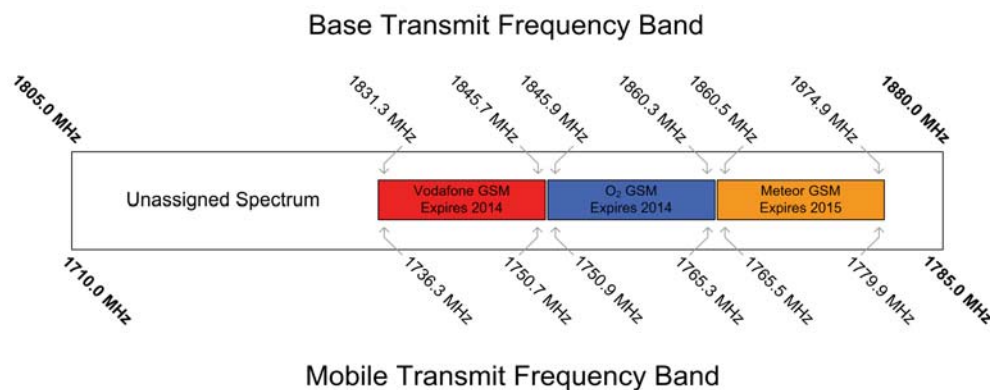 Base Transmit Frequency Band
1805.0 MHz
1831.3 MHz
1845.7 MHz
1845.9 MHz
1860.3 MHz
1860.5 MHz
1874.9 MHz
1880.0 MHz
Unassigned Spectrum
Vodafone GSM
Expires 2014
O₂ GSM
Expires 2014
Meteor GSM
Expires 2015
1710.0 MHz
1736.3 MHz
1750.7 MHz
1750.9 MHz
1765.3 MHz
1765.5 MHz
1779.9 MHz
1785.0 MHz
Mobile Transmit Frequency Band